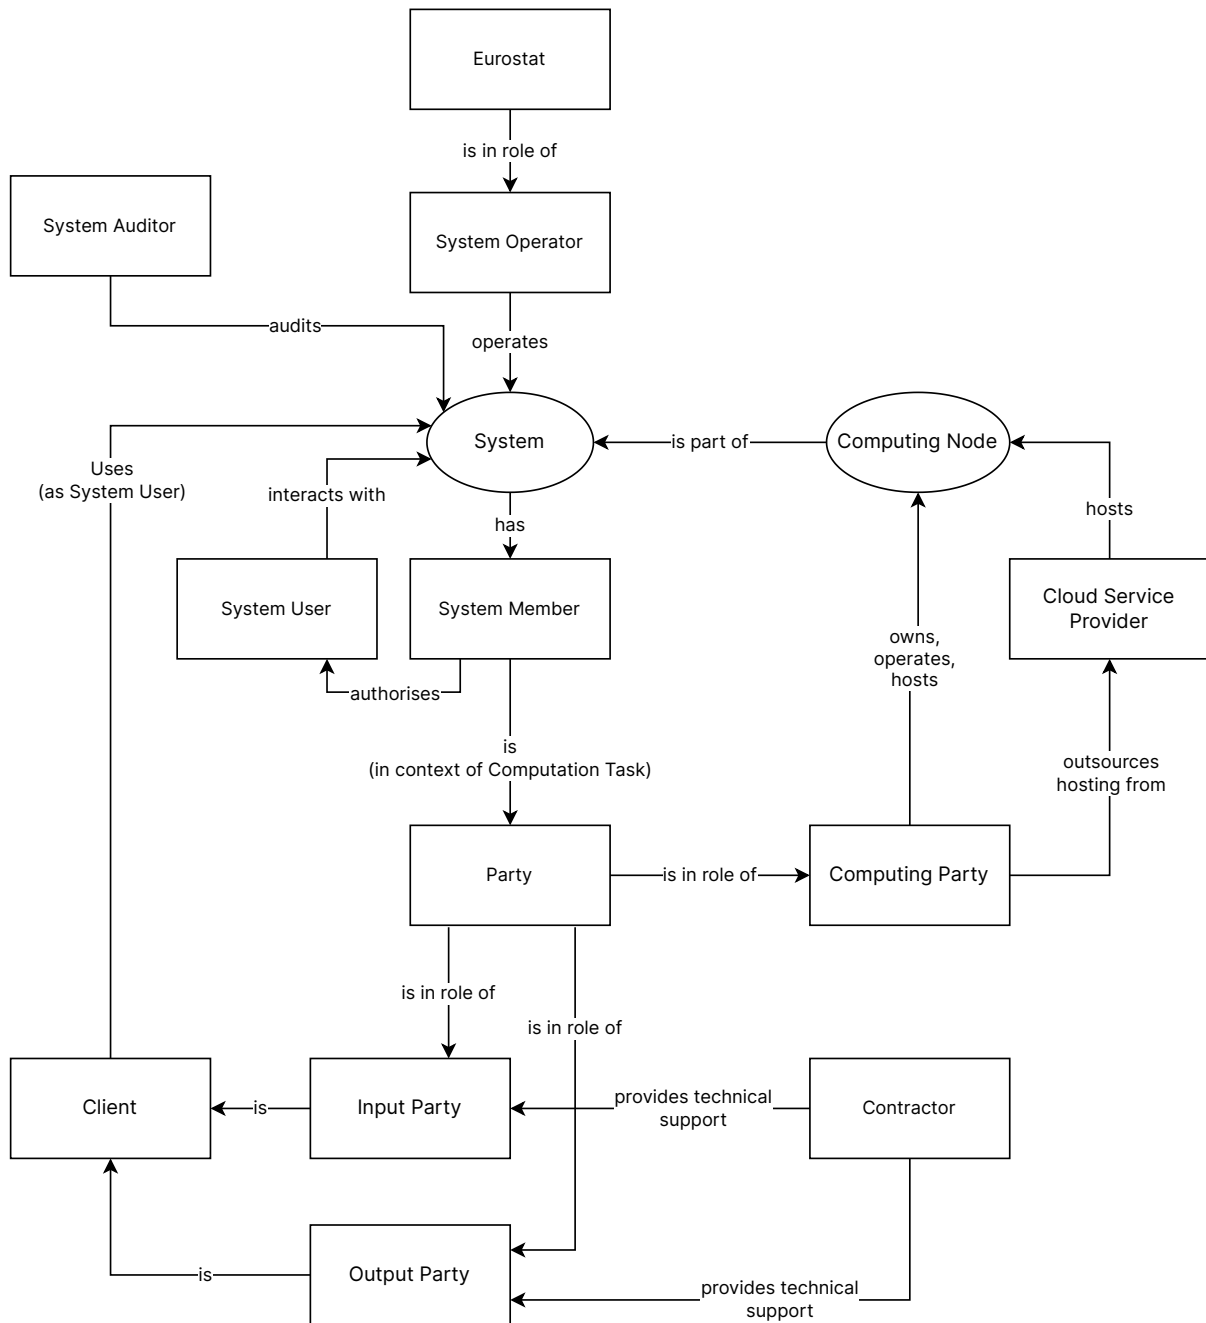 Eurostat
is in role of
System Auditor
System Operator
audits
operates
System
is part of
Computing Node
Uses
(as System User)
interacts with
has
hosts
System User
System Member
Cloud Service
Provider
authorises
owns,
operates,
hosts
is
(in context of Computation Task)
outsources
hosting from
Party
is in role of
Computing Party
is in role of
is in role of
Client
is
Input Party
provides technical
support
Contractor
is
Output Party
provides technical
support